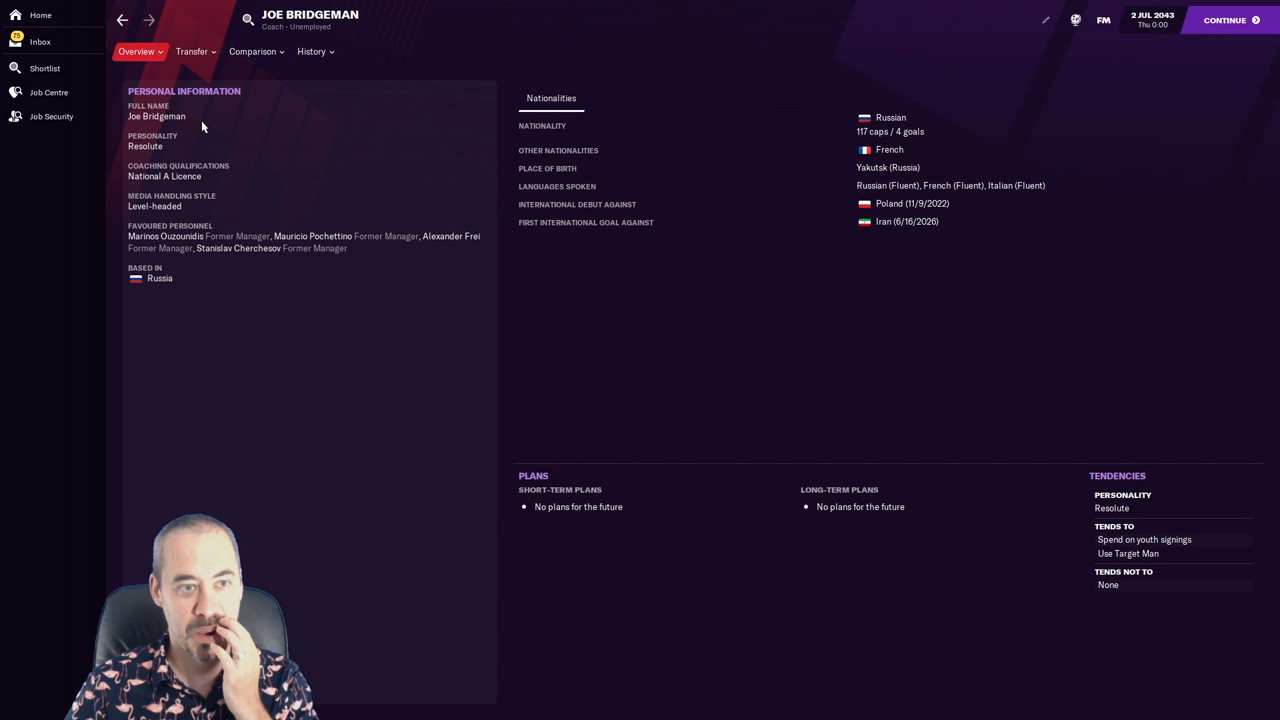 Home
75
Inbox
Shortlist
Job Centre
Job Security
JOE BRIDGEMAN
Coach - Unemployed
FM
2 JUL 2043
Thu 0:00
CONTINUE
Overview
Transfer
Comparison
History
PERSONAL INFORMATION
FULL NAME
Joe Bridgeman
PERSONALITY
Resolute
COACHING QUALIFICATIONS
National A Licence
MEDIA HANDLING STYLE
Level-headed
FAVOURED PERSONNEL
Marinos Ouzounidis Former Manager, Mauricio Pochettino Former Manager, Alexander Frei
Former Manager, Stanislav Cherchesov Former Manager
BASED IN
Russia
Nationalities
NATIONALITY
Russian
117 caps / 4 goals
OTHER NATIONALITIES
French
PLACE OF BIRTH
Yakutsk (Russia)
LANGUAGES SPOKEN
Russian (Fluent), French (Fluent), Italian (Fluent)
INTERNATIONAL DEBUT AGAINST
Poland (11/9/2022)
FIRST INTERNATIONAL GOAL AGAINST
Iran (6/16/2026)
PLANS
SHORT-TERM PLANS
No plans for the future
LONG-TERM PLANS
No plans for the future
TENDENCIES
PERSONALITY
Resolute
TENDS TO
Spend on youth signings
Use Target Man
TENDS NOT TO
None